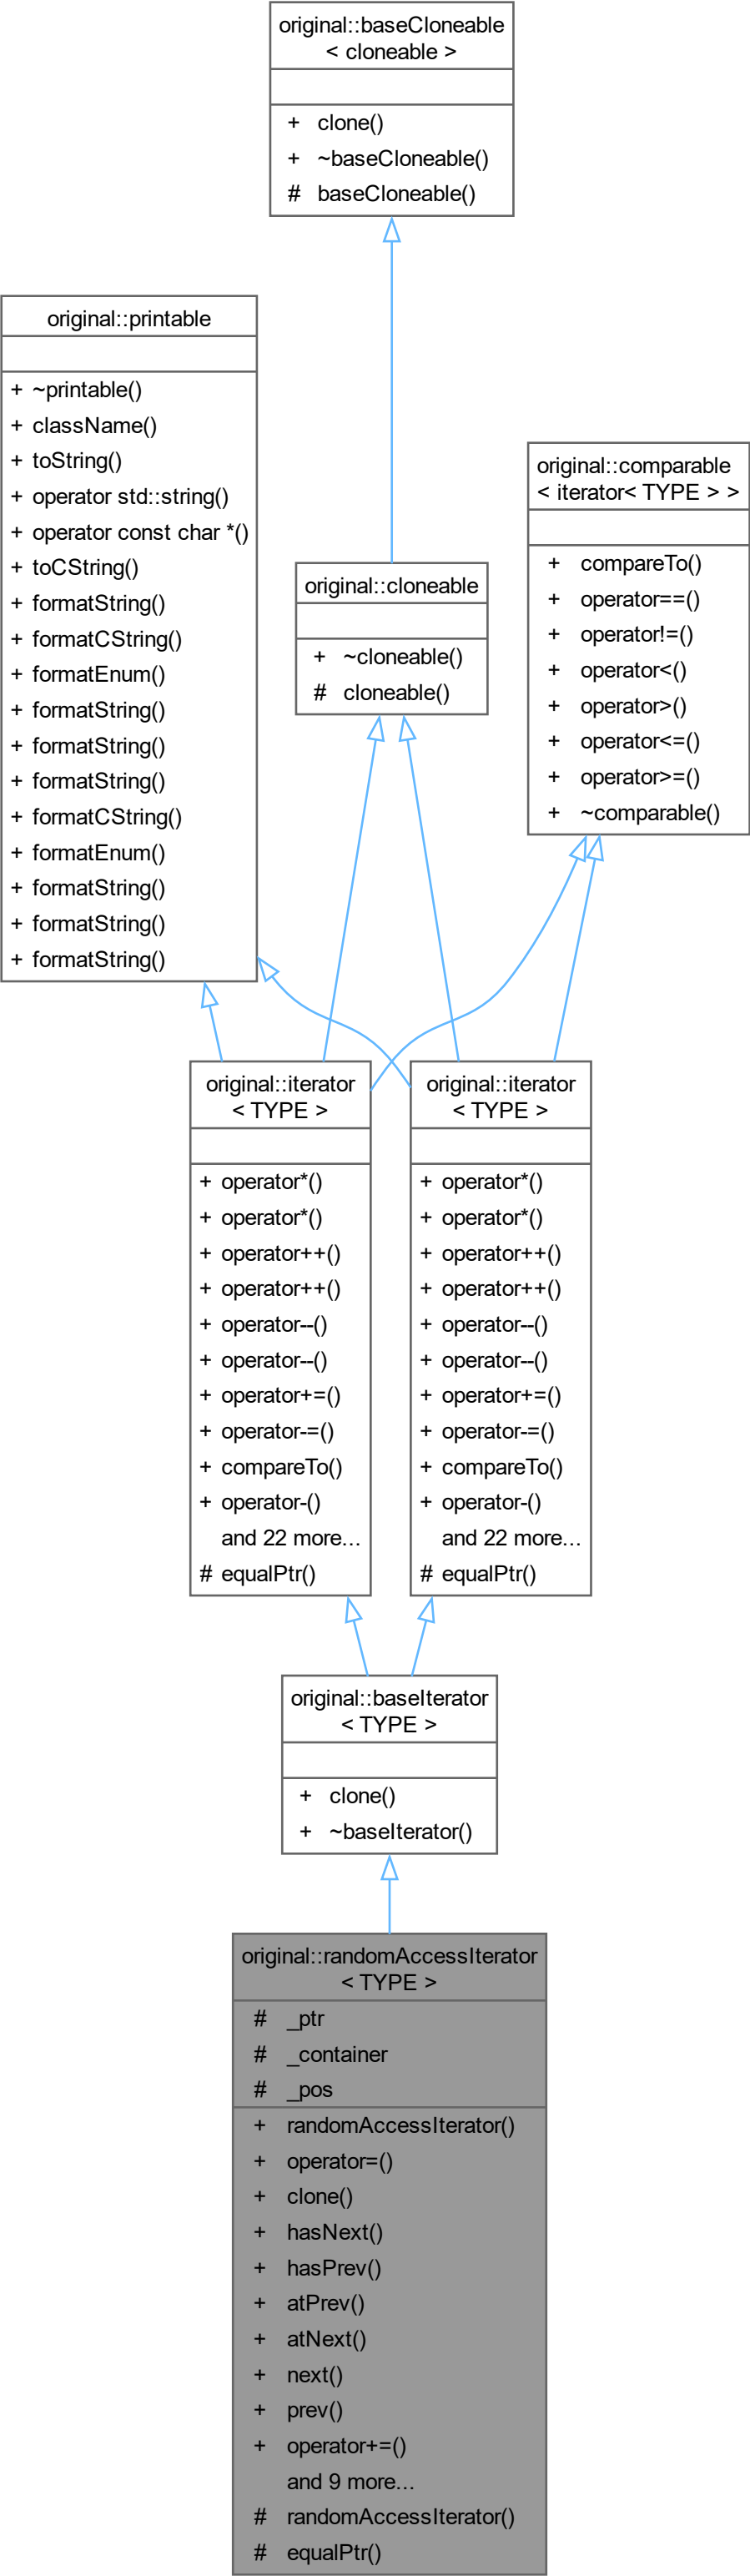 original::baseCloneable
< cloneable >
+ clone()
+ ~baseCloneable()
# baseCloneable()
original::printable
+ ~printable()
+ className()
+ toString()
+ operator std::string()
+ operator const char *()
+ toCString()
+ formatString()
+ formatCString()
+ formatEnum()
+ formatString()
+ formatString()
+ formatString()
+ formatCString()
+ formatEnum()
+ formatString()
+ formatString()
+ formatString()
original::cloneable
+ ~cloneable()
# cloneable()
original::comparable
< iterator< TYPE > >
+ compareTo()
+ operator==()
+ operator!=()
+ operator<()
+ operator>()
+ operator<=()
+ operator>=()
+ ~comparable()
original::iterator
< TYPE >
+ operator*()
+ operator*()
+ operator++()
+ operator++()
+ operator--()
+ operator--()
+ operator+=()
+ operator-=()
+ compareTo()
+ operator-()
and 22 more...
# equalPtr()
original::iterator
< TYPE >
+ operator*()
+ operator*()
+ operator++()
+ operator++()
+ operator--()
+ operator--()
+ operator+=()
+ operator-=()
+ compareTo()
+ operator-()
and 22 more...
# equalPtr()
original::baseIterator
< TYPE >
+ clone()
+ ~baseIterator()
original::randomAccessIterator
< TYPE >
# _ptr
# _container
# _pos
+ randomAccessIterator()
+ operator=()
+ clone()
+ hasNext()
+ hasPrev()
+ atPrev()
+ atNext()
+ next()
+ prev()
+ operator+=()
and 9 more...
# randomAccessIterator()
# equalPtr()